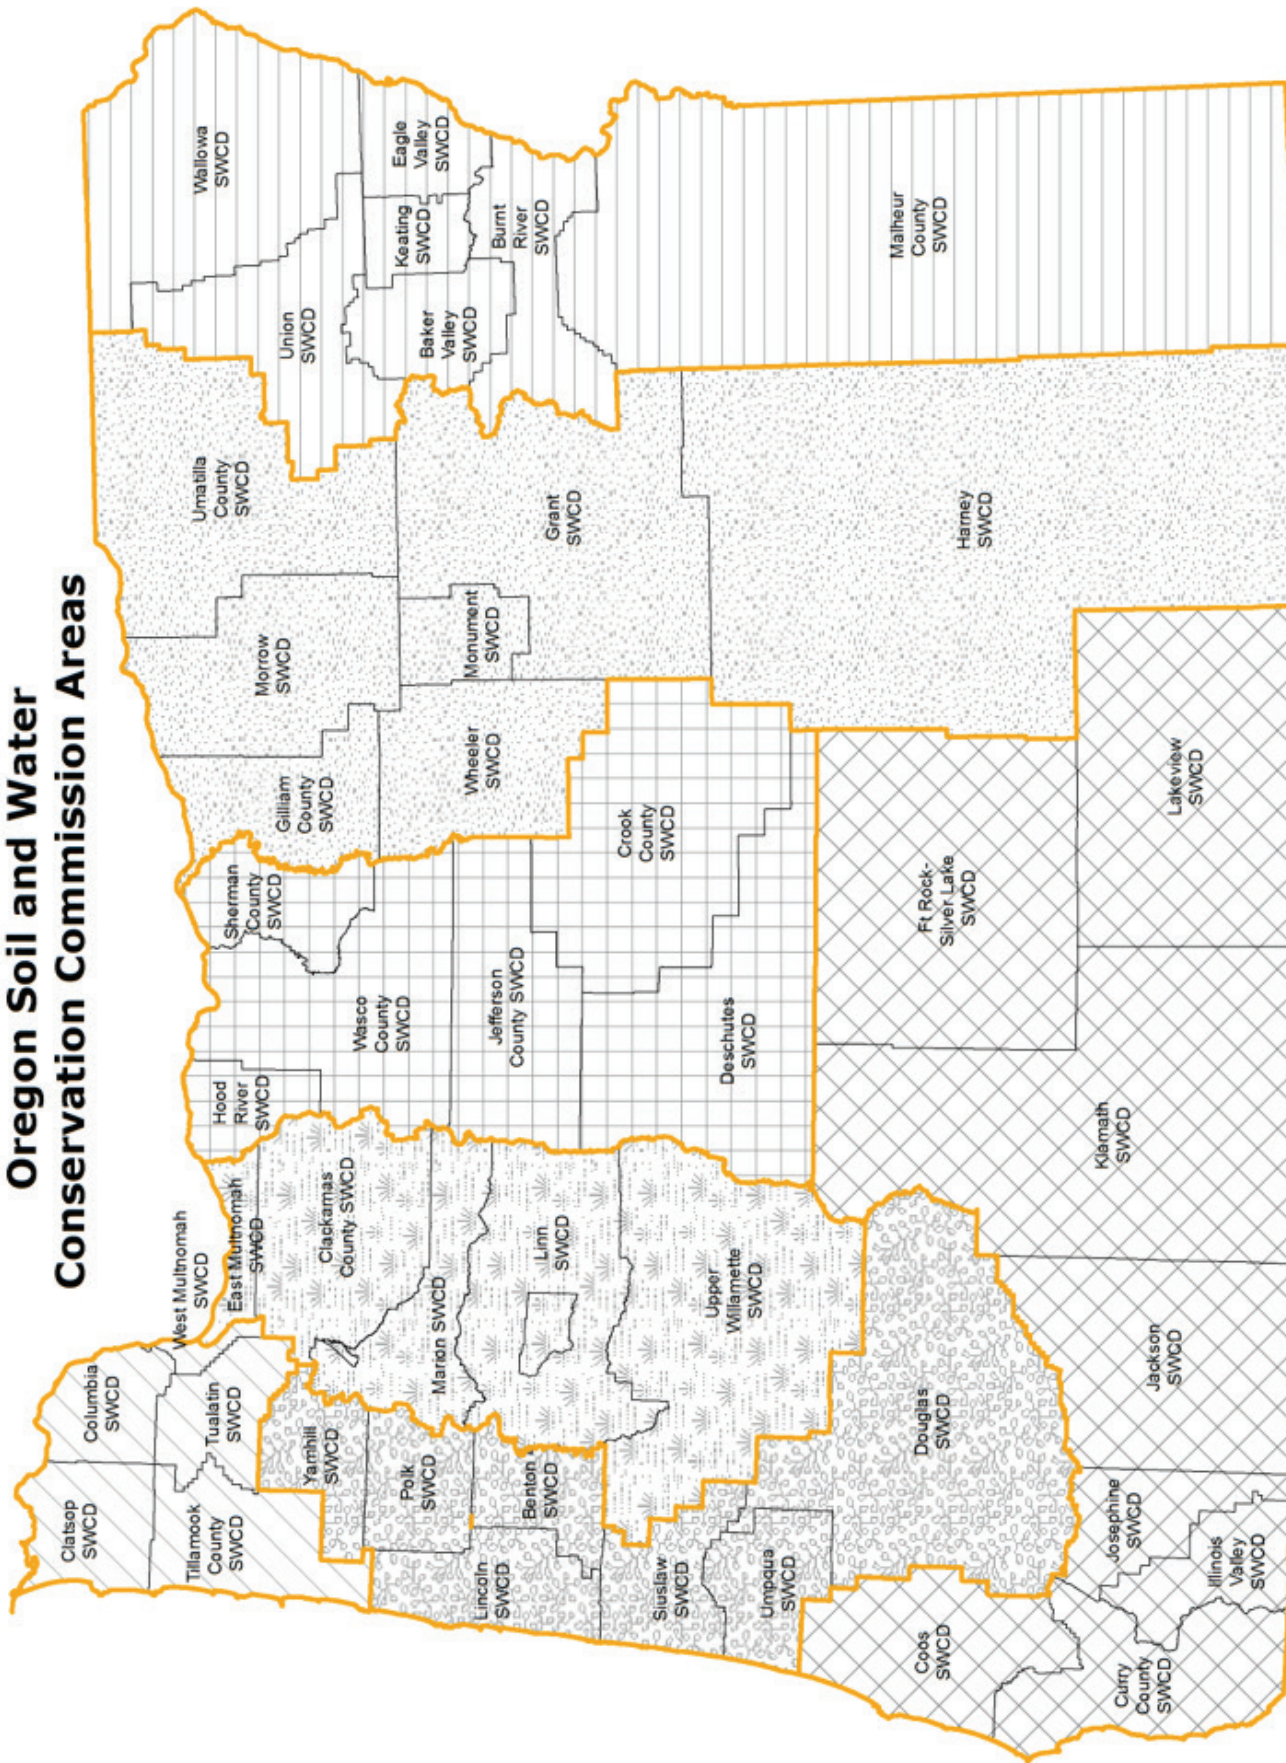 Oregon Soil and Water
Conservation Commission Areas
Clatsop
SWCD
Columbia
SWCD
Tillamook
County
SWCD
Tualatin
SWCD
West Multnomah
SWCD
East Multnomah
SWCD
Hood
River
SWCD
Sherman
County
SWCD
Gilliam
County
SWCD
Morrow
SWCD
Umatilla
County
SWCD
Wallowa
SWCD
Union
SWCD
Yamhill
SWCD
Clackamas
County SWCD
Wasco
County
SWCD
Polk
SWCD
Marion SWCD
Jefferson
County SWCD
Wheeler
SWCD
Monument
SWCD
Grant
SWCD
Baker
Valley
SWCD
Keating
SWCD
Eagle
Valley
SWCD
Burnt
River
SWCD
Lincoln
SWCD
Benton
SWCD
Linn
SWCD
Crook
County
SWCD
Siuslaw
SWCD
Upper
Willamette
SWCD
Deschutes
SWCD
Umpqua
SWCD
Douglas
SWCD
Coos
SWCD
Ft Rock-
Silver Lake
SWCD
Harney
SWCD
Malheur
County
SWCD
Klamath
SWCD
Lakeview
SWCD
Jackson
SWCD
Josephine
SWCD
Illinois
Valley
SWCD
Curry
County
SWCD